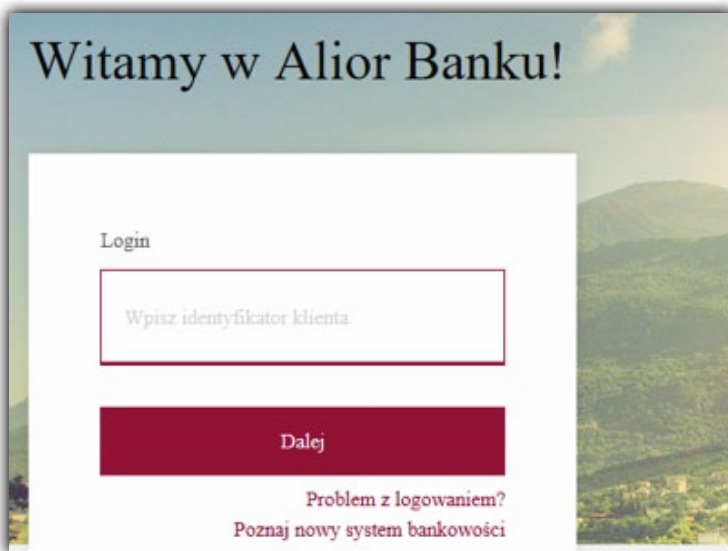 Witamy w Alior Banku!
Login
Wpisz identyfikator klienta
Dalej
Problem z logowaniem?
Poznaj nowy system bankowości